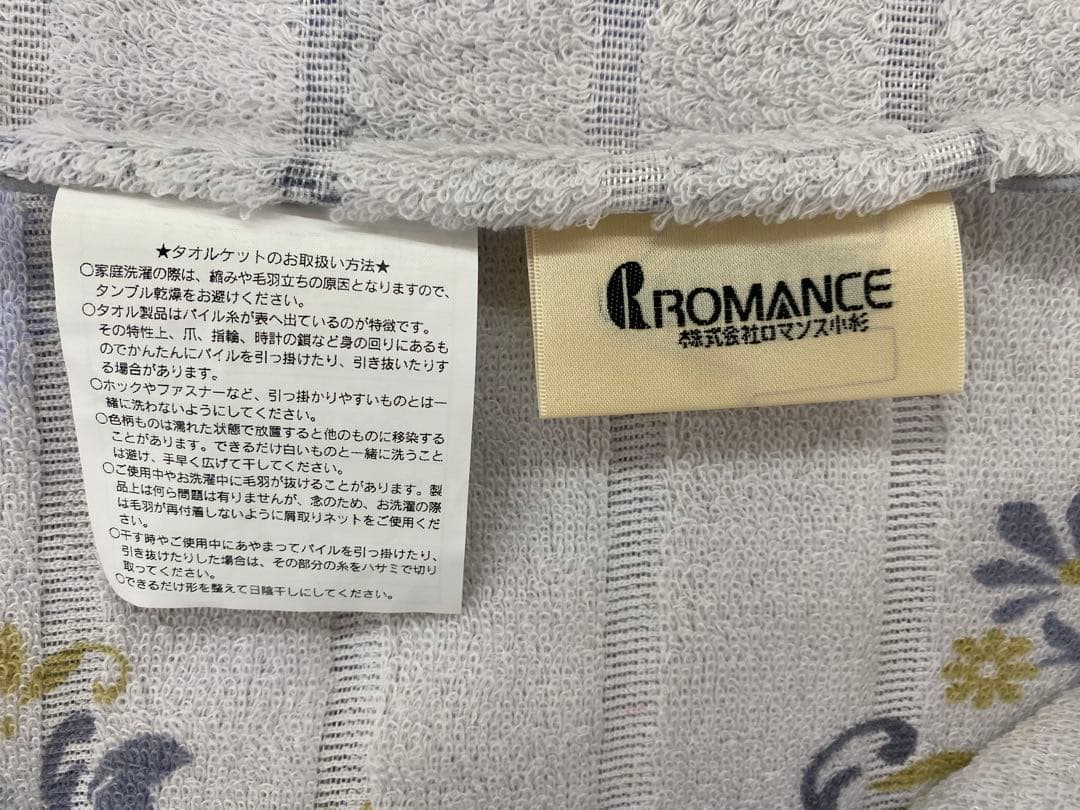 ★タオルケットのお取扱い方法★
○家庭洗濯の際は、縮みや毛羽立ちの原因となりますので、
タンブル乾燥をお避けください。
○タオル製品はパイル糸が表へ出ているのが特徴です。
その特性上、爪、指輪、時計の鎖など身の回りにあるも
のでかんたんにパイルを引っ掛けたり、引き抜いたりす
る場合があります。
○ホックやファスナーなど、引っ掛かりやすいものとは一
緒に洗わないようにしてください。
○色柄ものは濡れた状態で放置すると他のものに移染する
ことがあります。できるだけ白いものと一緒に洗うこと
は避け、手早く広げて干してください。
○ご使用中やお洗濯中に毛羽が抜けることがあります。製
品上は何ら問題は有りませんが、念のため、お洗濯の際
は毛羽が再付着しないように屑取りネットをご使用くだ
さい。
○干す時やご使用中にあやまってパイルを引っ掛けたり、
引き抜けたりした場合は、その部分の糸をハサミで切り
取ってください。
○できるだけ形を整えて日陰干しにしてください。
R ROMANCE
株式会社ロマンス小杉